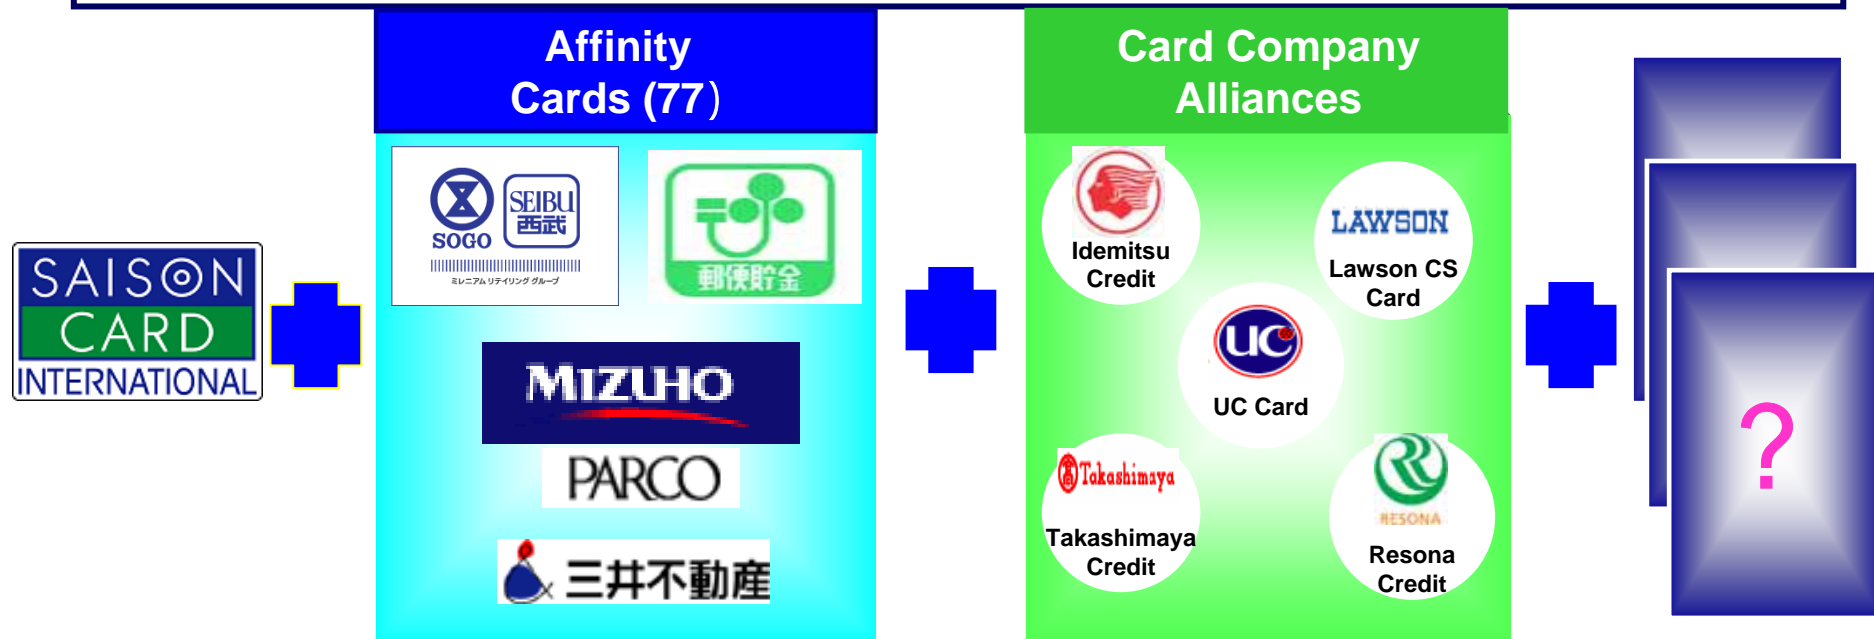 Affinity
Cards (77)
Card Company
Alliances
SAISON
CARD
INTERNATIONAL
SOGO
SEIBU
西武
ミレニアム リテイリング グループ
郵便貯金
MIZUHO
PARCO
三井不動産
Idemitsu
Credit
LAWSON
Lawson CS
Card
UC
UC Card
Takashimaya
Takashimaya
Credit
RESONA
Resona
Credit
?